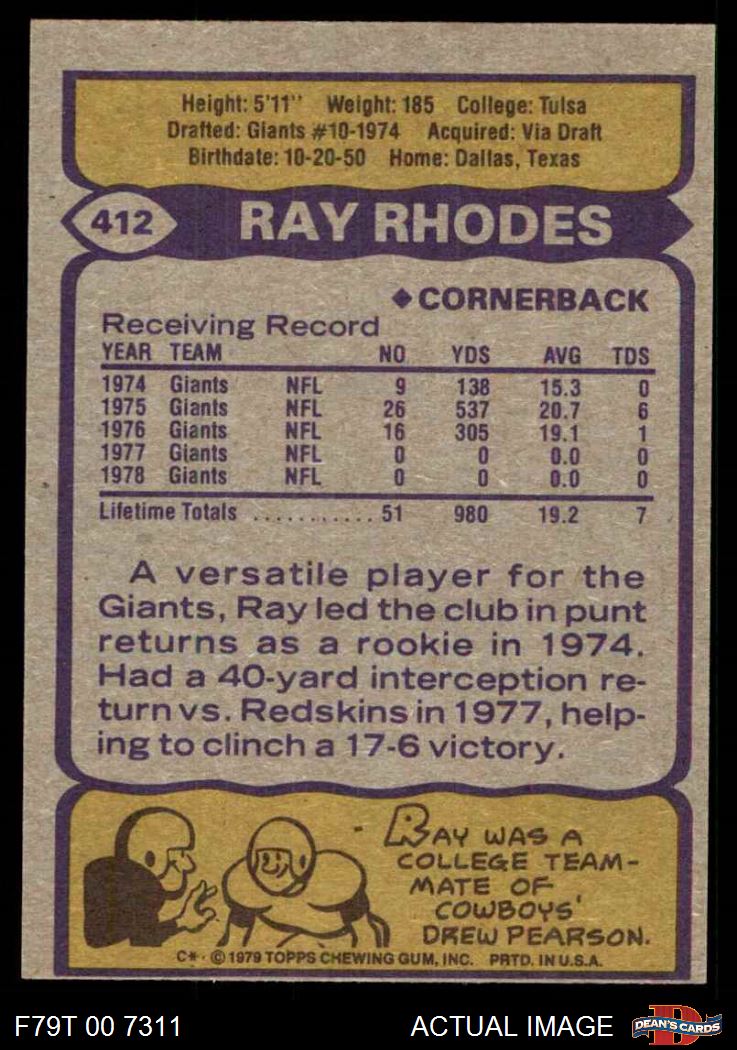 Height: 5'11" Weight: 185 College: Tulsa
Drafted: Giants #10-1974 Acquired: Via Draft
Birthdate: 10-20-50 Home: Dallas, Texas
412 RAY RHODES
◆ CORNERBACK
Receiving Record
YEAR TEAM NO YDS AVG TDS
1974 Giants NFL 9 138 15.3 0
1975 Giants NFL 26 537 20.7 6
1976 Giants NFL 16 305 19.1 1
1977 Giants NFL 0 0 0.0 0
1978 Giants NFL 0 0 0.0 0
Lifetime Totals ............ 51 980 19.2 7
A versatile player for the
Giants, Ray led the club in punt
returns as a rookie in 1974.
Had a 40-yard interception re-
turn vs. Redskins in 1977, help-
ing to clinch a 17-6 victory.
RAY WAS A
COLLEGE TEAM-
MATE OF
COWBOYS'
DREW PEARSON.
C* · © 1979 TOPPS CHEWING GUM, INC. PRTD. IN U.S.A.
F79T 00 7311 ACTUAL IMAGE
D
DEAN'S CARDS